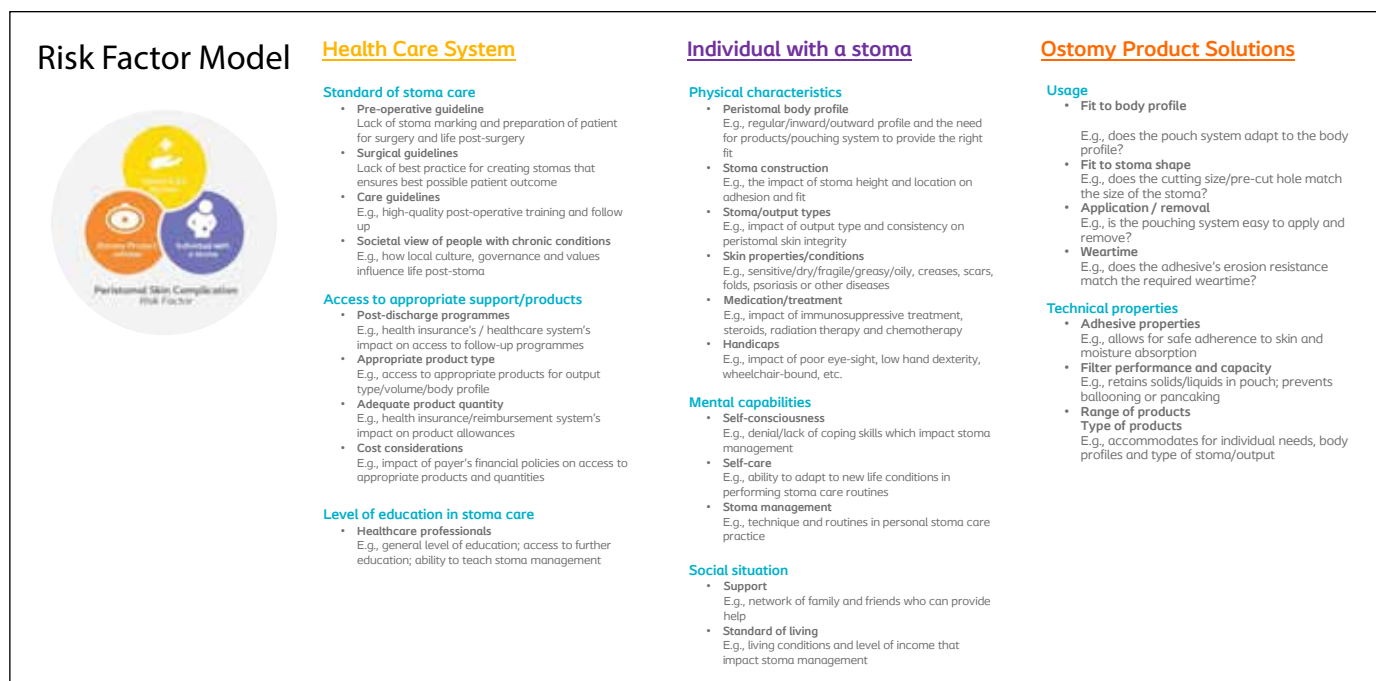 Risk Factor Model
Peristomal Skin Complication
Risk Factor
Health Care System
Standard of stoma care
• Pre-operative guideline
Lack of stoma marking and preparation of patient
for surgery and life post-surgery
• Surgical guidelines
Lack of best practice for creating stomas that
ensures best possible patient outcome
• Care guidelines
E.g., high-quality post-operative training and follow
up
• Societal view of people with chronic conditions
E.g., how local culture, governance and values
influence life post-stoma
Access to appropriate support/products
• Post-discharge programmes
E.g., health insurance's / healthcare system's
impact on access to follow-up programmes
• Appropriate product type
E.g., access to appropriate products for output
type/volume/body profile
• Adequate product quantity
E.g., health insurance/reimbursement system's
impact on product allowances
• Cost considerations
E.g., impact of payer's financial policies on access to
appropriate products and quantities
Level of education in stoma care
• Healthcare professionals
E.g., general level of education; access to further
education; ability to teach stoma management
Individual with a stoma
Physical characteristics
• Peristomal body profile
E.g., regular/inward/outward profile and the need
for products/pouching system to provide the right
fit
• Stoma construction
E.g., the impact of stoma height and location on
adhesion and fit
• Stoma/output types
E.g., impact of output type and consistency on
peristomal skin integrity
• Skin properties/conditions
E.g., sensitive/dry/fragile/greasy/oily, creases, scars,
folds, psoriasis or other diseases
• Medication/treatment
E.g., impact of immunosuppressive treatment,
steroids, radiation therapy and chemotherapy
• Handicaps
E.g., impact of poor eye-sight, low hand dexterity,
wheelchair-bound, etc.
Mental capabilities
• Self-consciousness
E.g., denial/lack of coping skills which impact stoma
management
• Self-care
E.g., ability to adapt to new life conditions in
performing stoma care routines
• Stoma management
E.g., technique and routines in personal stoma care
practice
Social situation
• Support
E.g., network of family and friends who can provide
help
• Standard of living
E.g., living conditions and level of income that
impact stoma management
Ostomy Product Solutions
Usage
• Fit to body profile
E.g., does the pouch system adapt to the body
profile?
• Fit to stoma shape
E.g., does the cutting size/pre-cut hole match
the size of the stoma?
• Application / removal
E.g., is the pouching system easy to apply and
remove?
• Weartime
E.g., does the adhesive's erosion resistance
match the required weartime?
Technical properties
• Adhesive properties
E.g., allows for safe adherence to skin and
moisture absorption
• Filter performance and capacity
E.g., retains solids/liquids in pouch; prevents
ballooning or pancaking
• Range of products
Type of products
E.g., accommodates for individual needs, body
profiles and type of stoma/output